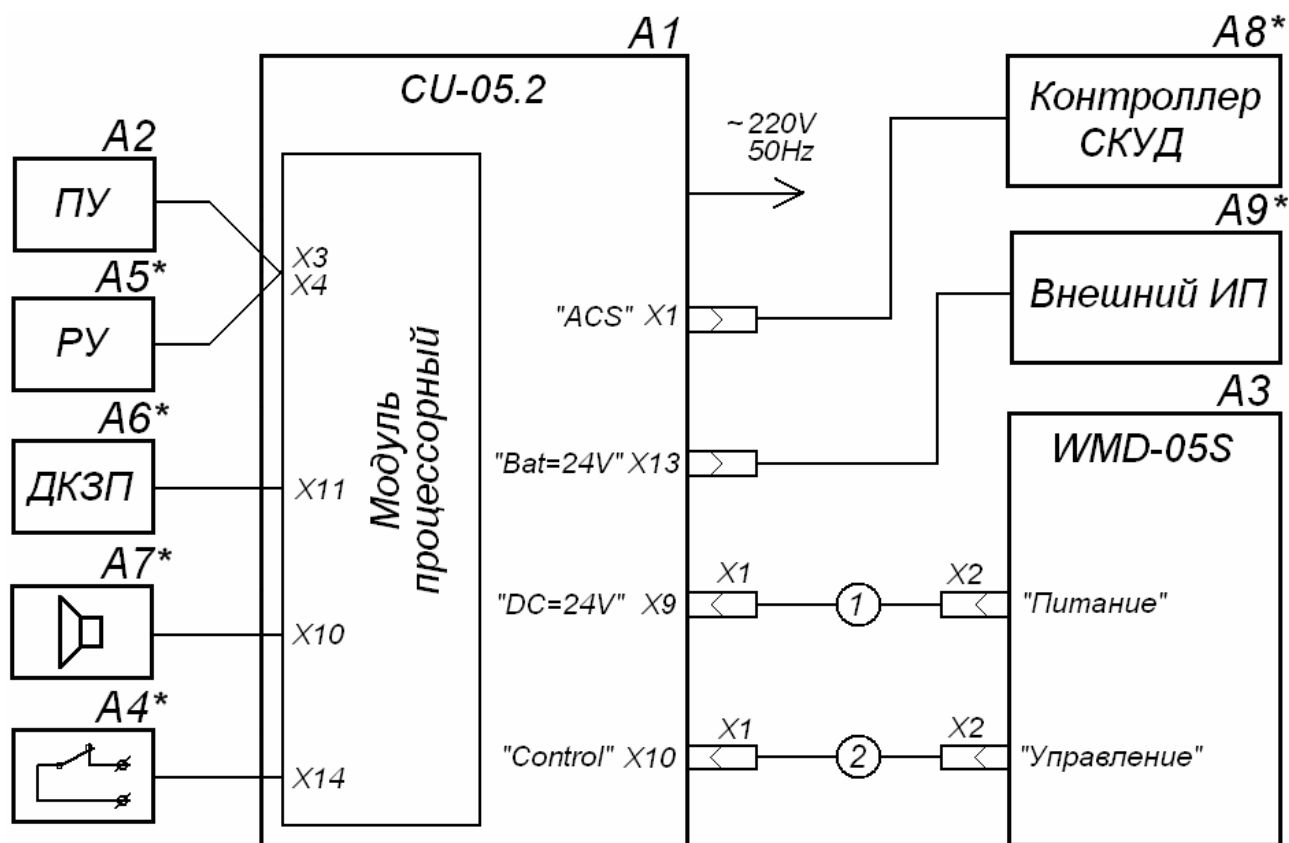 A1
CU-05.2
A2
ПУ
A5*
РУ
A6*
ДКЗП
A7*
A4*
X3
X4
X11
X10
X14
Модуль
процессорный
~220V
50Hz
"ACS" X1
"Bat=24V" X13
"DC=24V" X9
"Control" X10
X1
1
X2
X1
2
X2
A8*
Контроллер
СКУД
A9*
Внешний ИП
A3
WMD-05S
"Питание"
"Управление"